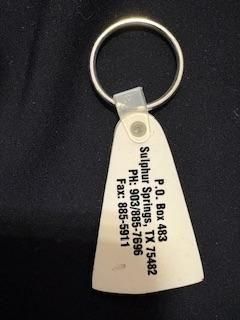 P.O. Box 483
Sulphur Springs, TX 75482
PH: 903/885-7696
Fax: 885-5911